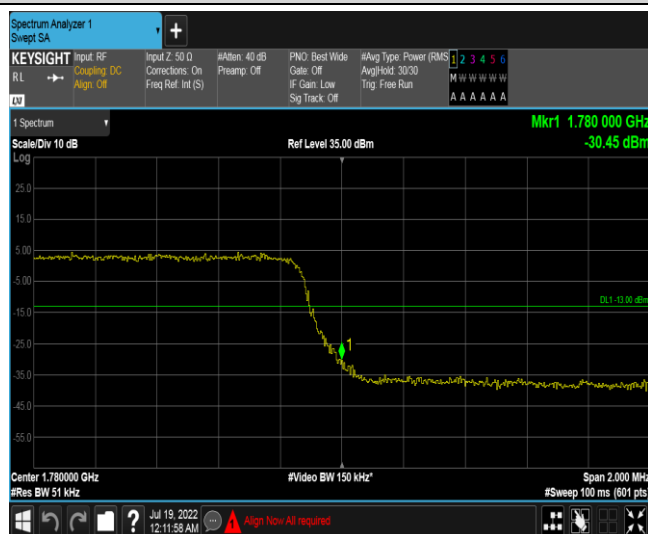 Spectrum Analyzer 1
Swept SA
+
KEYSIGHT
RL
LXI
Input: RF
Coupling: DC
Align: Off
Input Z: 50 Ω
Corrections: On
Freq Ref: Int (S)
#Atten: 40 dB
Preamp: Off
PNO: Best Wide
Gate: Off
IF Gain: Low
Sig Track: Off
#Avg Type: Power (RMS
Avg|Hold: 30/30
Trig: Free Run
1 2 3 4 5 6
M W W W W W
A A A A A A
1 Spectrum
Mkr1 1.780 000 GHz
Scale/Div 10 dB
Ref Level 35.00 dBm
-30.45 dBm
Log
25.0
15.0
5.00
-5.00
DL1 -13.00 dBm
-15.0
-25.0
1
-35.0
-45.0
-55.0
Center 1.780000 GHz
#Video BW 150 kHz*
Span 2.000 MHz
#Res BW 51 kHz
#Sweep 100 ms (601 pts)
?
Jul 19, 2022
12:11:58 AM
1
Align Now All required